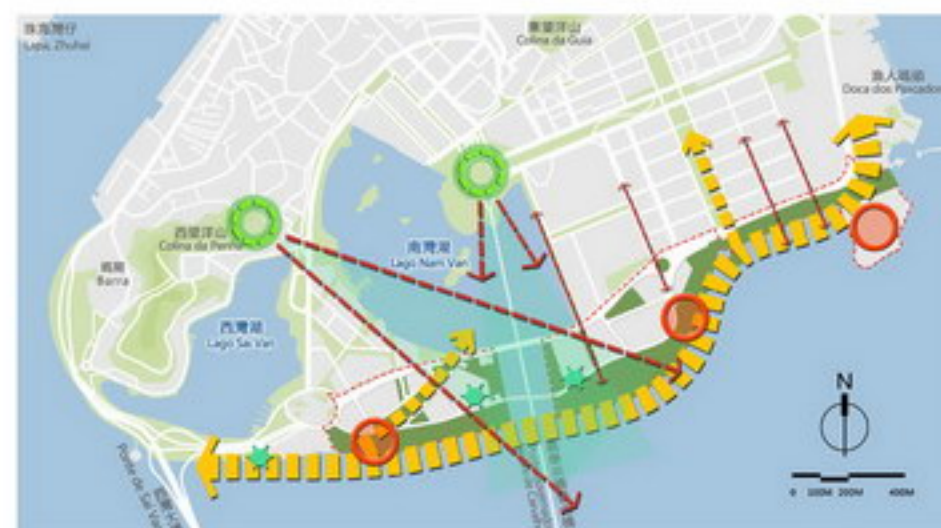 珠海灣仔
Lapa, Zhuhai
東望洋山
Colina da Guia
漁人碼頭
Doca dos Pescadores
西望洋山
Colina da Penha
媽閣
Barra
南灣湖
Lago Nam Van
西灣湖
Lago Sai Van
Ponte de Sai Van
N
0 100M 200M 400M